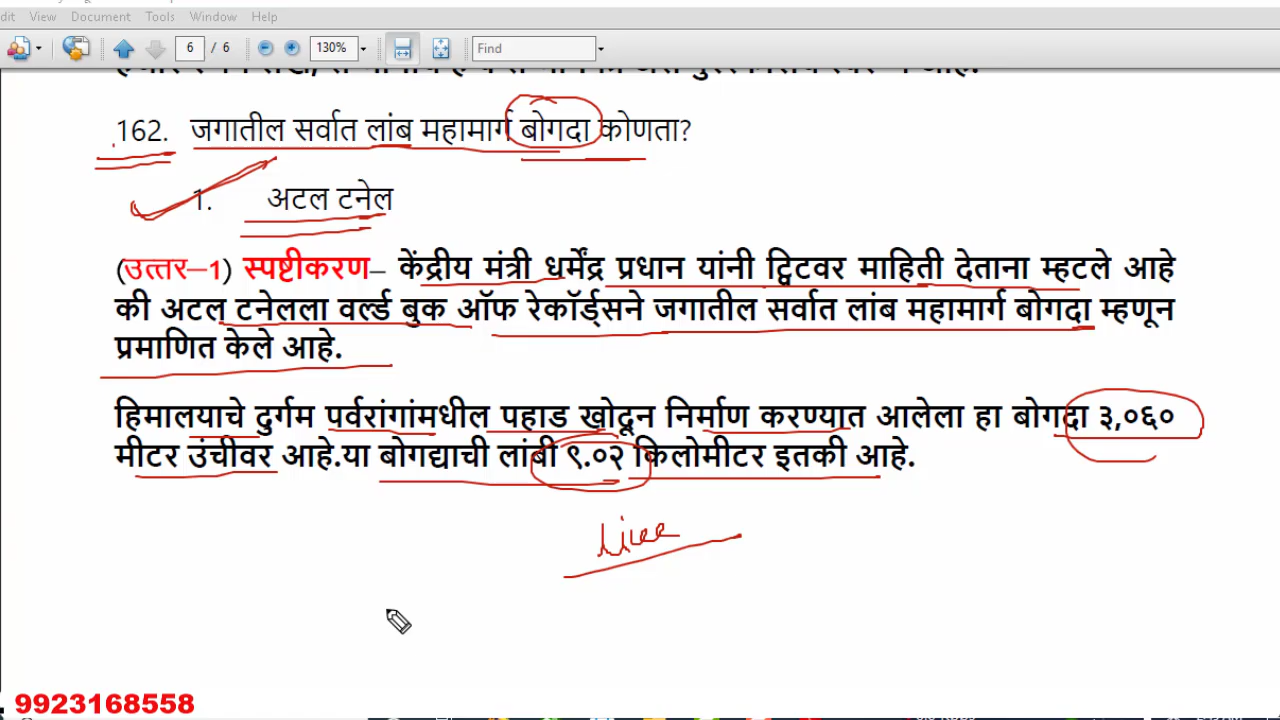 View Document Tools Window Help
6 / 6 130% Find
162. जगातील सर्वात लांब महामार्ग बोगदा कोणता?
1. अटल टनेल
(उत्तर–1) स्पष्टीकरण– केंद्रीय मंत्री धर्मेंद्र प्रधान यांनी ट्विटवर माहिती देताना म्हटले आहे
की अटल टनेलला वर्ल्ड बुक ऑफ रेकॉर्ड्सने जगातील सर्वात लांब महामार्ग बोगदा म्हणून
प्रमाणित केले आहे.
हिमालयाचे दुर्गम पर्वरांगांमधील पहाड खोदून निर्माण करण्यात आलेला हा बोगदा ३,०६०
मीटर उंचीवर आहे.या बोगद्याची लांबी ९.०२ किलोमीटर इतकी आहे.
9923168558